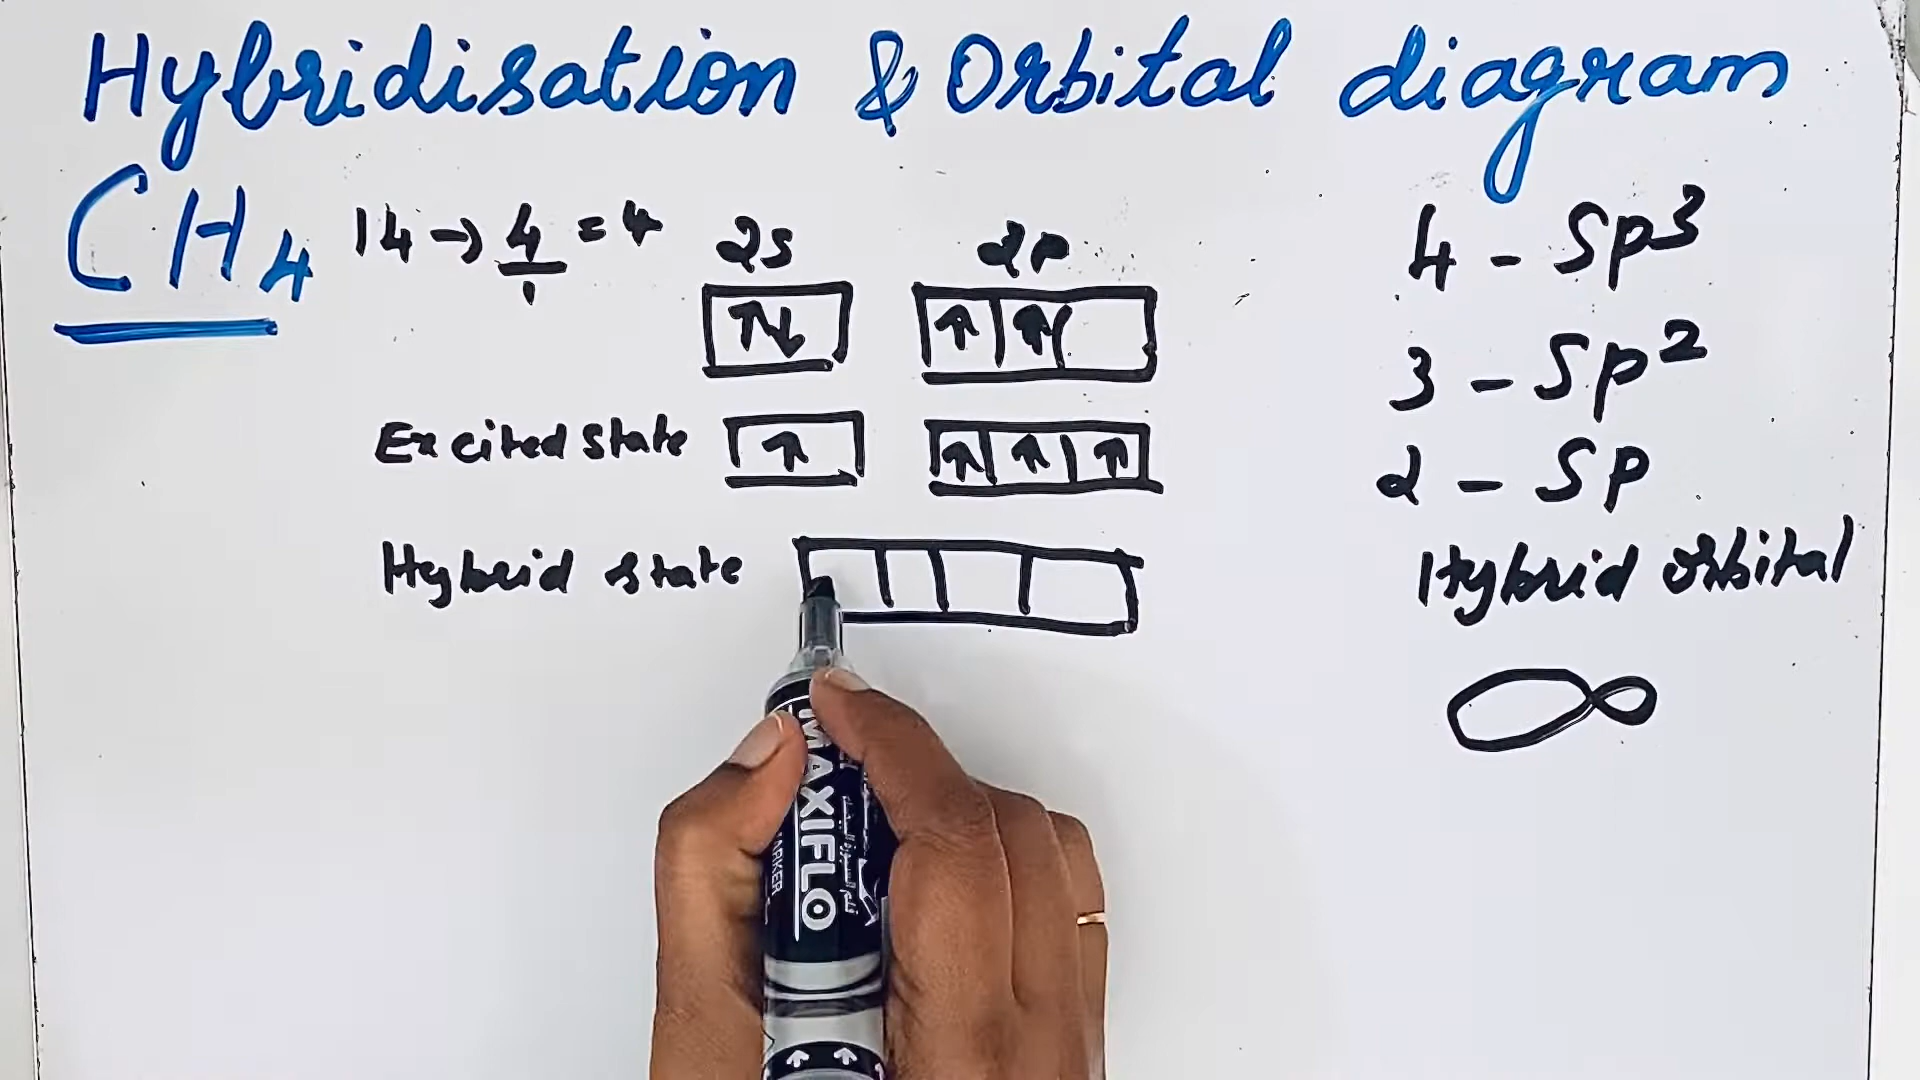 Hybridisation & Orbital diagram
CH4 14 → 4 = 4
2s 2p
↑↓ ↑ ↑
Excited state ↑ ↑ ↑ ↑
Hybrid state
4 - Sp3
3 - Sp2
2 - Sp
Hybrid orbital
MAXIFLO
MARKER